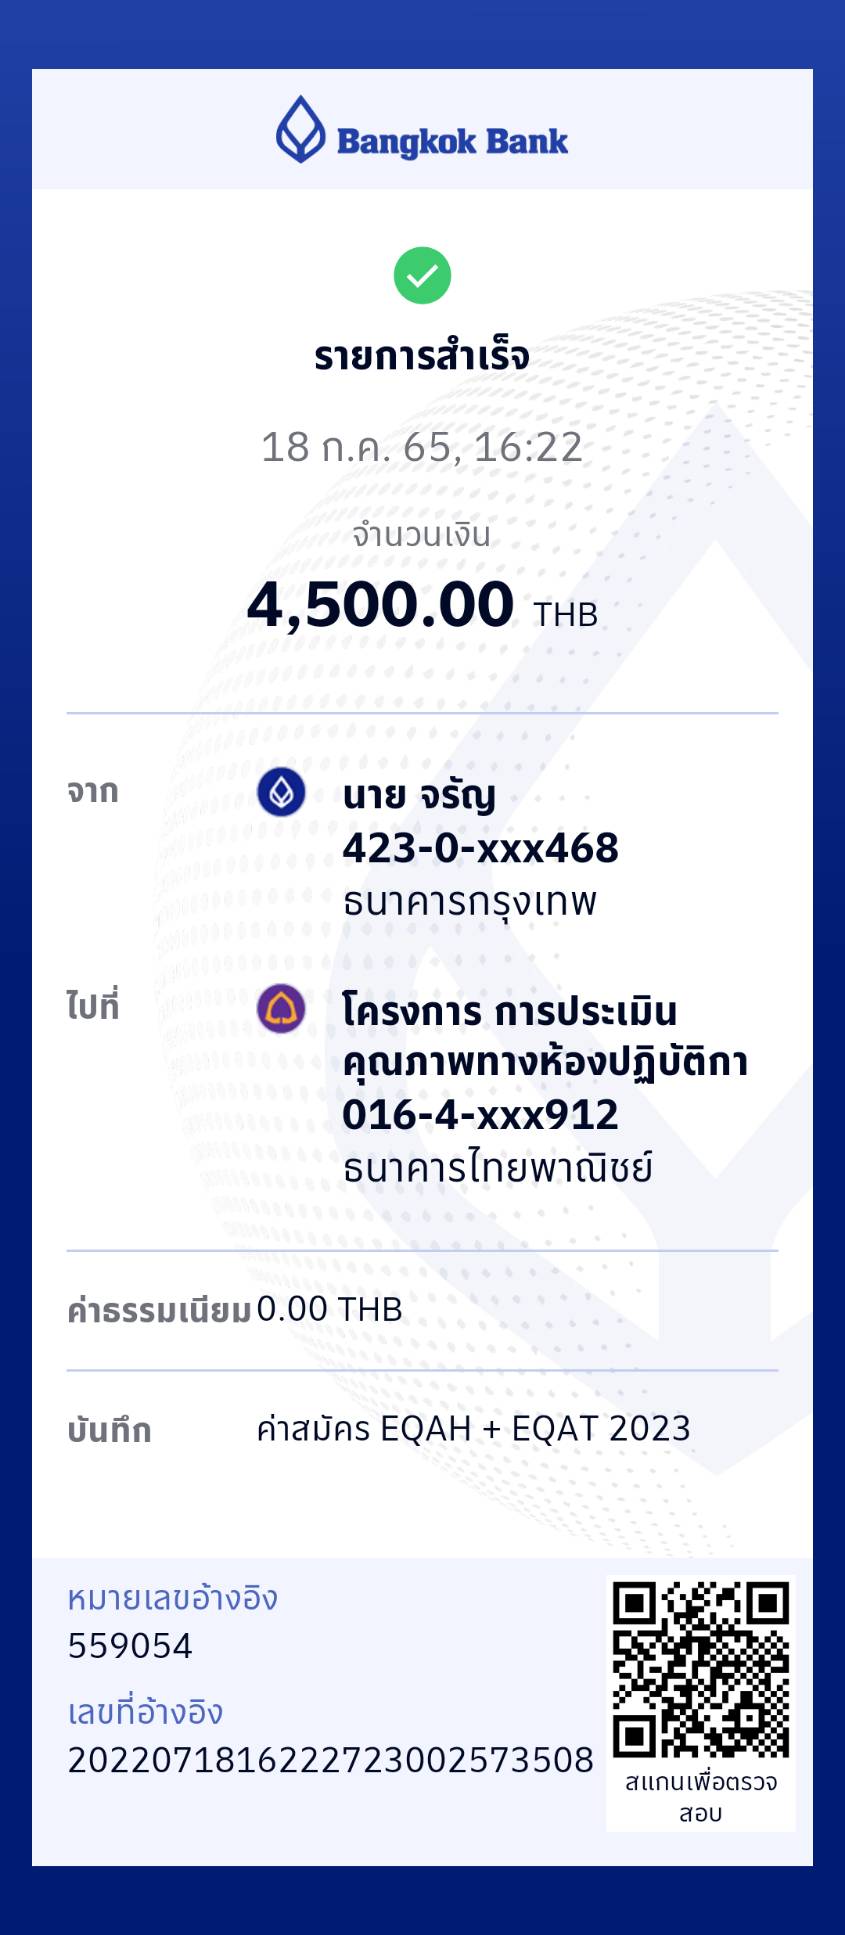 Bangkok Bank
รายการสำเร็จ
18 ก.ค. 65, 16:22
จำนวนเงิน
4,500.00 THB
จาก
นาย จรัญ
423-0-xxx468
ธนาคารกรุงเทพ
ไปที่
โครงการ การประเมิน
คุณภาพทางห้องปฏิบัติกา
016-4-xxx912
ธนาคารไทยพาณิชย์
ค่าธรรมเนียม 0.00 THB
บันทึก ค่าสมัคร EQAH + EQAT 2023
หมายเลขอ้างอิง
559054
เลขที่อ้างอิง
2022071816222723002573508
สแกนเพื่อตรวจ
สอบ